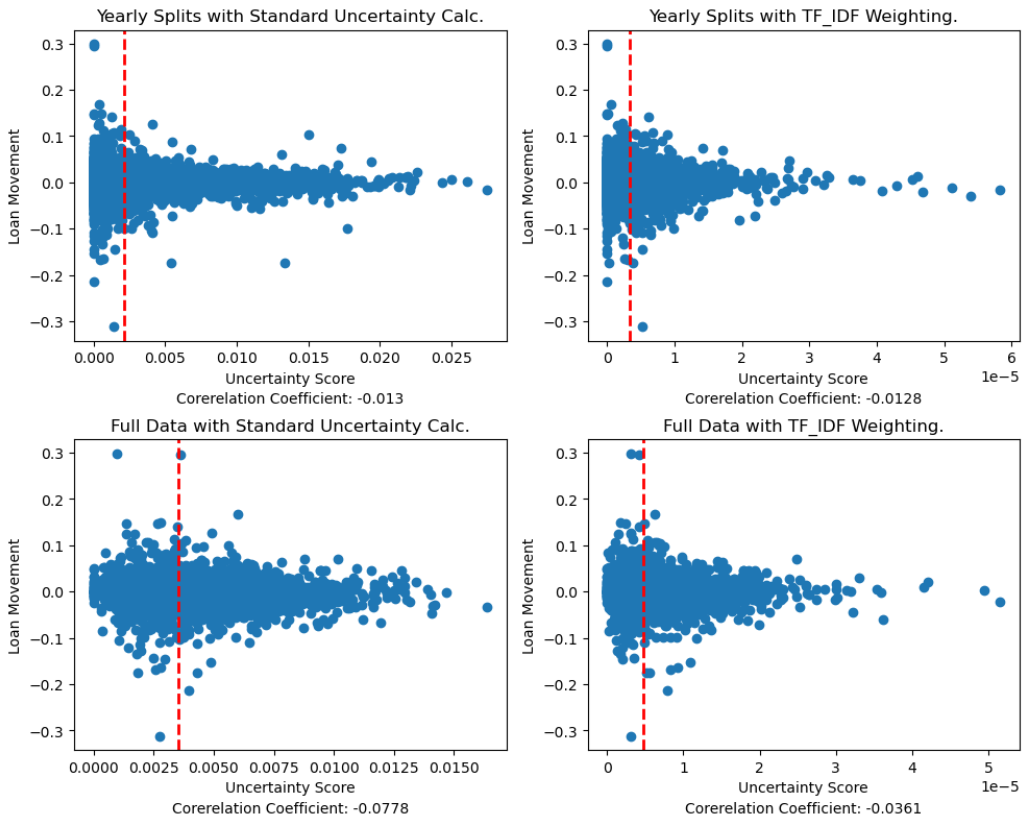 Yearly Splits with Standard Uncertainty Calc.
0.3
0.2
0.1
0.0
−0.1
−0.2
−0.3
Loan Movement
0.000 0.005 0.010 0.015 0.020 0.025
Uncertainty Score
Corerelation Coefficient: -0.013
Yearly Splits with TF_IDF Weighting.
0.3
0.2
0.1
0.0
−0.1
−0.2
−0.3
Loan Movement
0 1 2 3 4 5 6
1e−5
Uncertainty Score
Corerelation Coefficient: -0.0128
Full Data with Standard Uncertainty Calc.
0.3
0.2
0.1
0.0
−0.1
−0.2
−0.3
Loan Movement
0.0000 0.0025 0.0050 0.0075 0.0100 0.0125 0.0150
Uncertainty Score
Corerelation Coefficient: -0.0778
Full Data with TF_IDF Weighting.
0.3
0.2
0.1
0.0
−0.1
−0.2
−0.3
Loan Movement
0 1 2 3 4 5
1e−5
Uncertainty Score
Corerelation Coefficient: -0.0361